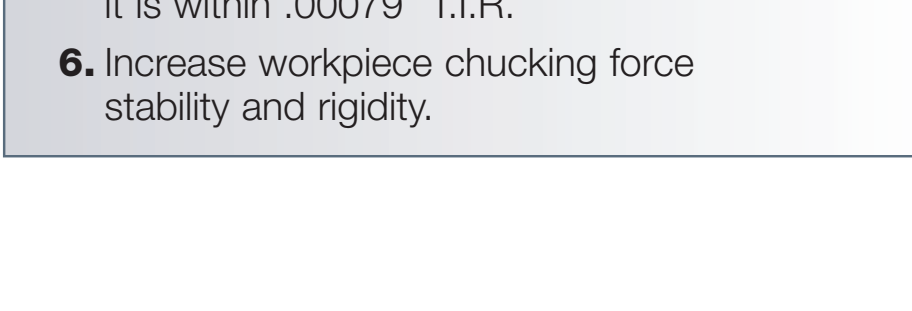 it is within .00079" T.I.R.
6. Increase workpiece chucking force
stability and rigidity.